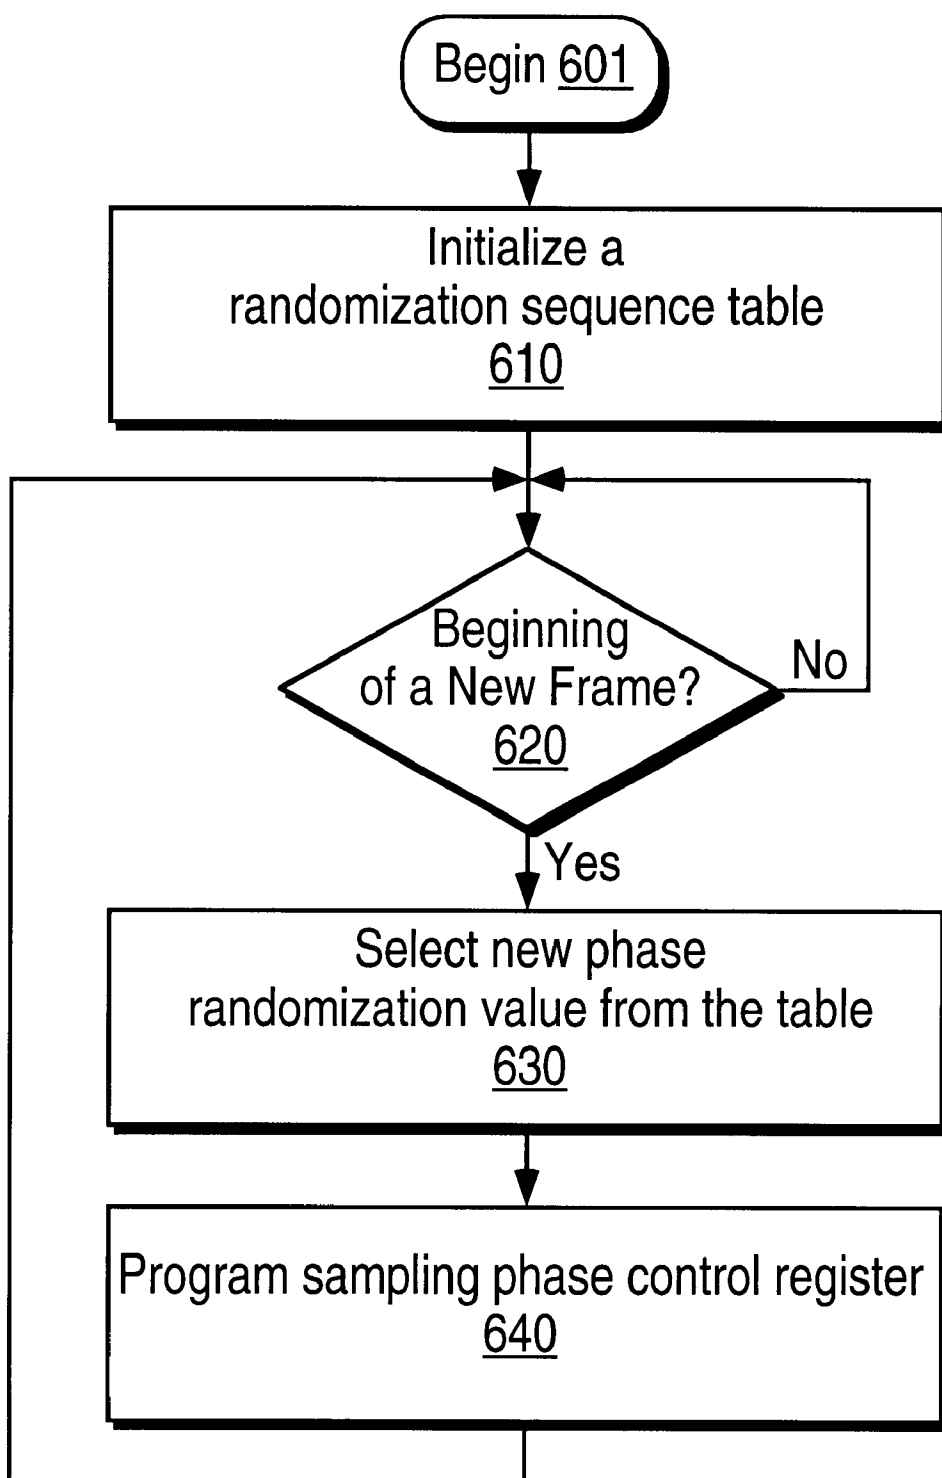 Begin 601
Initialize a
randomization sequence table
610
Beginning
of a New Frame?
620
No
Yes
Select new phase
randomization value from the table
630
Program sampling phase control register
640